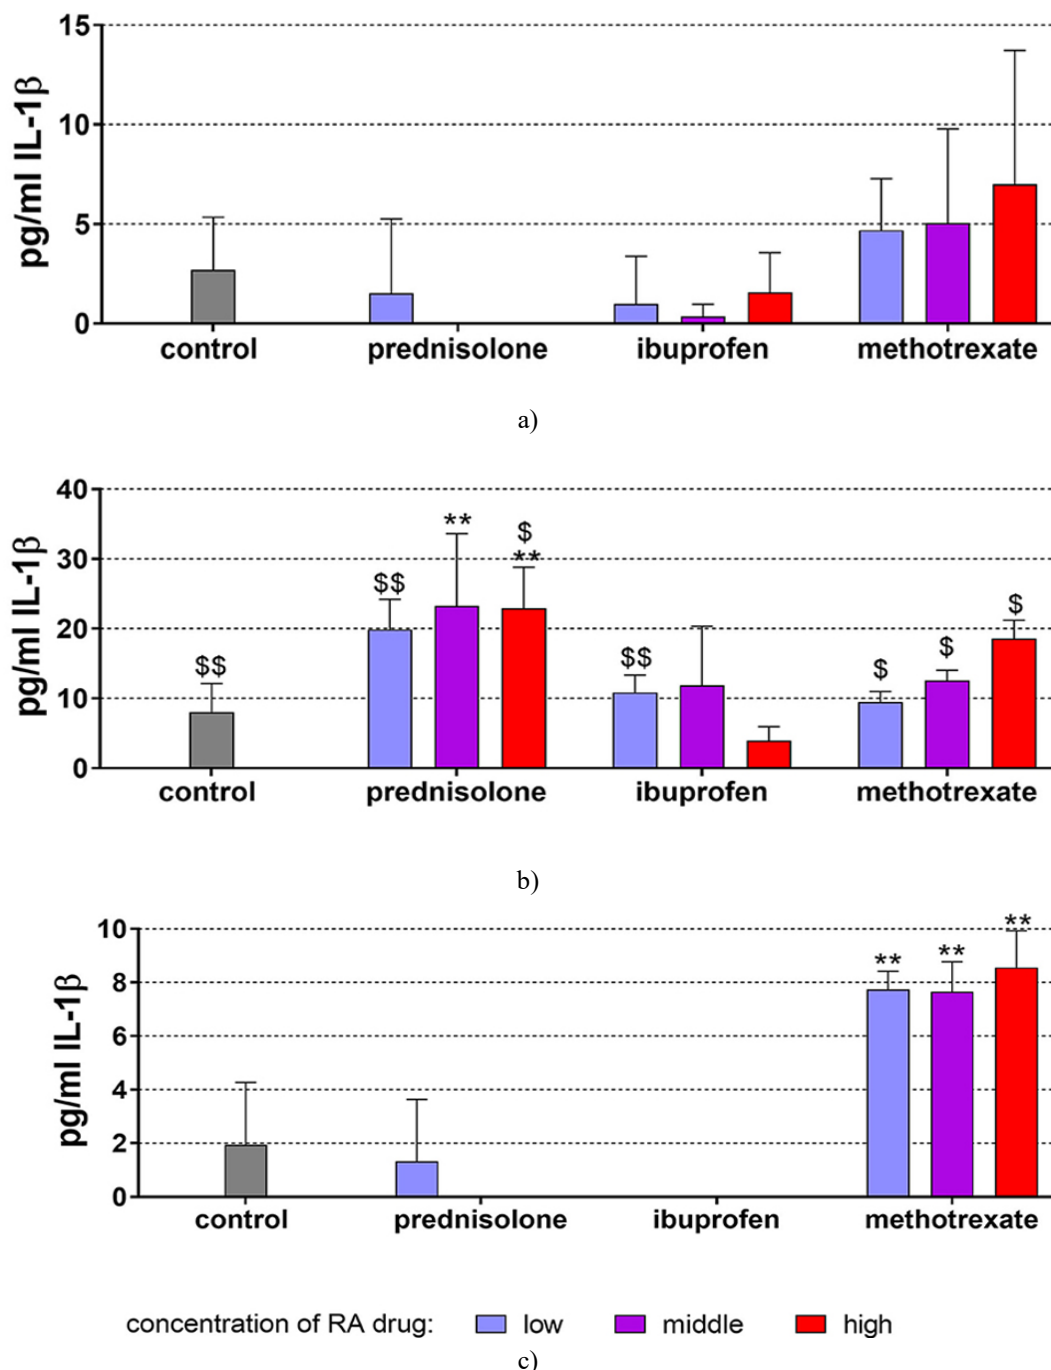 pg/ml IL-1β
15
10
5
0
control prednisolone ibuprofen methotrexate
a)
pg/ml IL-1β
40
30
20
10
0
$$ $$ ** $ ** $$ $ $ $
control prednisolone ibuprofen methotrexate
b)
pg/ml IL-1β
10
8
6
4
2
0
** ** **
control prednisolone ibuprofen methotrexate
concentration of RA drug: low middle high
c)